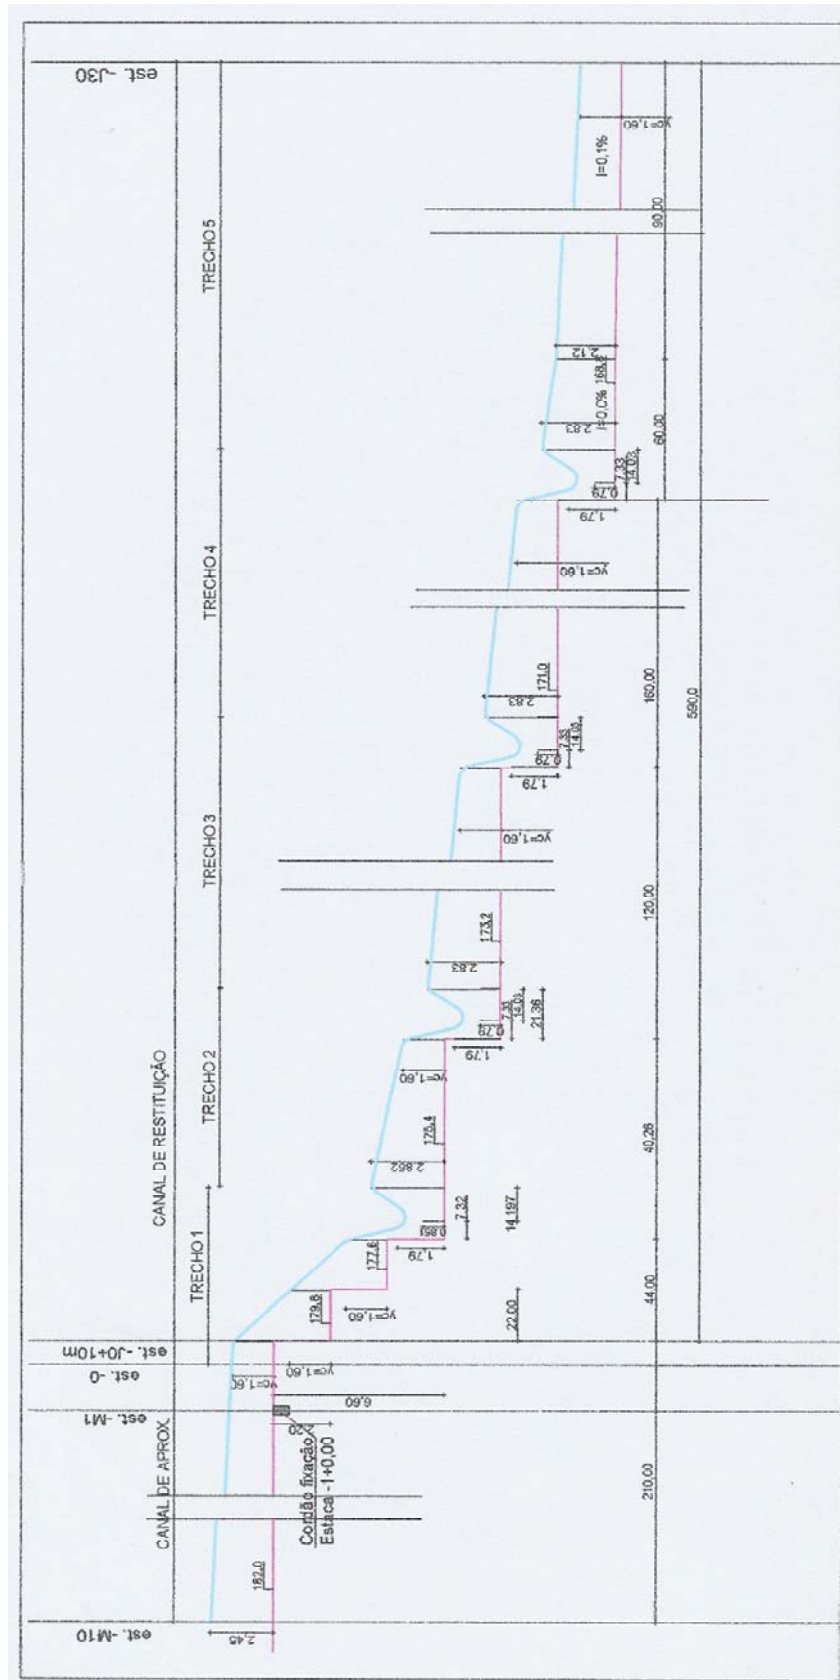 est. -M10
est. -M1
est. -0
est. -J0+10m
est. -J30
CANAL DE APROX.
CANAL DE RESTITUIÇÃO
TRECHO 1
TRECHO 2
TRECHO 3
TRECHO 4
TRECHO 5
2,45
182.0
Cordão fixação
Estaca -1+0,00
6,60
yc=1,60
yc=1,60
179.8
yc=1,60
177.6
1,79
0.851
7.32
14.197
22.00
2.862
175.4
yc=1,60
1,79
0.79
7.33
14.03
21.36
2.83
173.2
yc=1,60
1,79
0.79
7.33
14.03
2.83
171.0
yc=1,60
1,79
0.79
7.33
14.03
2.83
I=0,0%
2,12
I=0,1%
yc=1,60
210,00
44.00
40,26
120,00
160,00
60.00
90,00
590,0